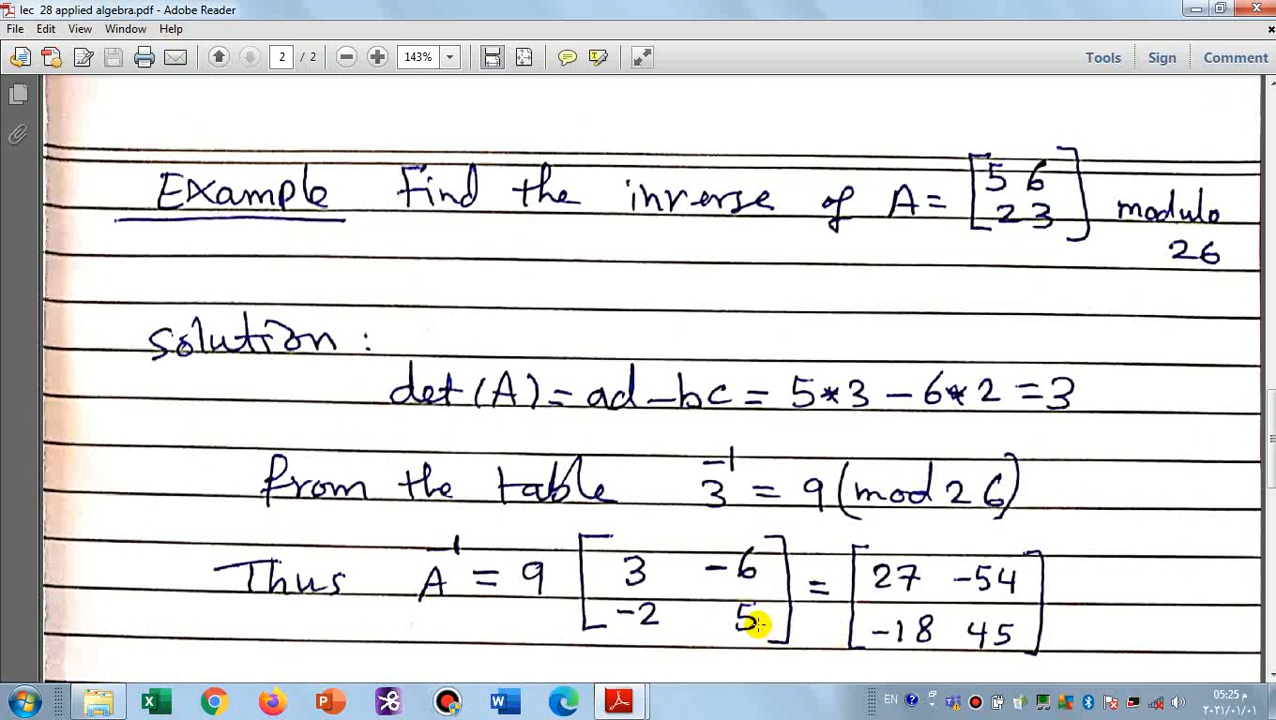 lec 28 applied algebra.pdf - Adobe Reader
File Edit View Window Help
2 / 2 143% Tools Sign Comment
Example Find the inverse of A = [5 6 modulo
2 3] 26
Solution:
det(A) = ad - bc = 5*3 - 6*2 = 3
from the table 3⁻¹ = 9 (mod 26)
Thus A⁻¹ = 9 [3 -6 = [27 -54
-2 5] -18 45]
EN
05:25 م
٢٠٢١/٠١/٠١